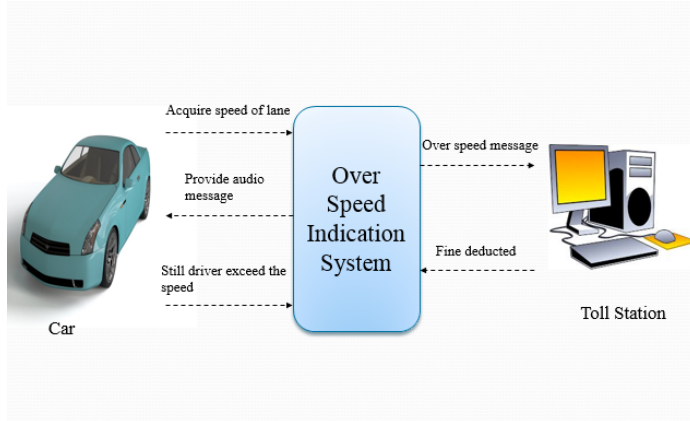 Acquire speed of lane
Provide audio
message
Still driver exceed the
speed
Car
Over
Speed
Indication
System
Over speed message
Fine deducted
Toll Station